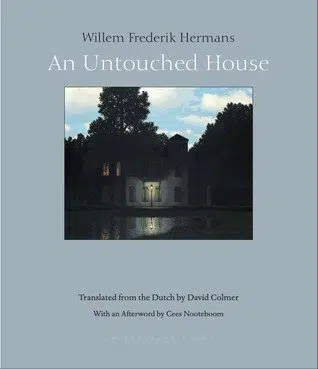 Willem Frederik Hermans
An Untouched House
Translated from the Dutch by David Colmer
With an Afterword by Cees Nooteboom